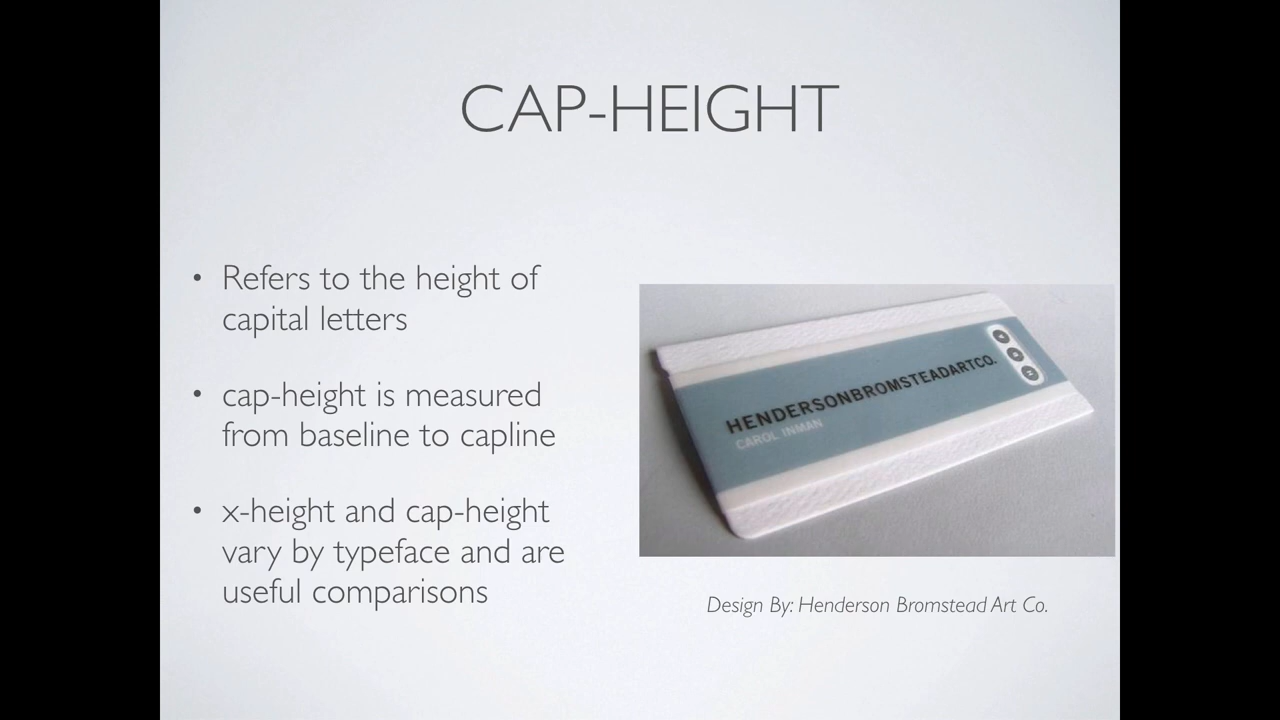 CAP-HEIGHT
• Refers to the height of
capital letters
• cap-height is measured
from baseline to capline
• x-height and cap-height
vary by typeface and are
useful comparisons
HENDERSONBROMSTEADARTCO.
CAROL INMAN
Design By: Henderson Bromstead Art Co.